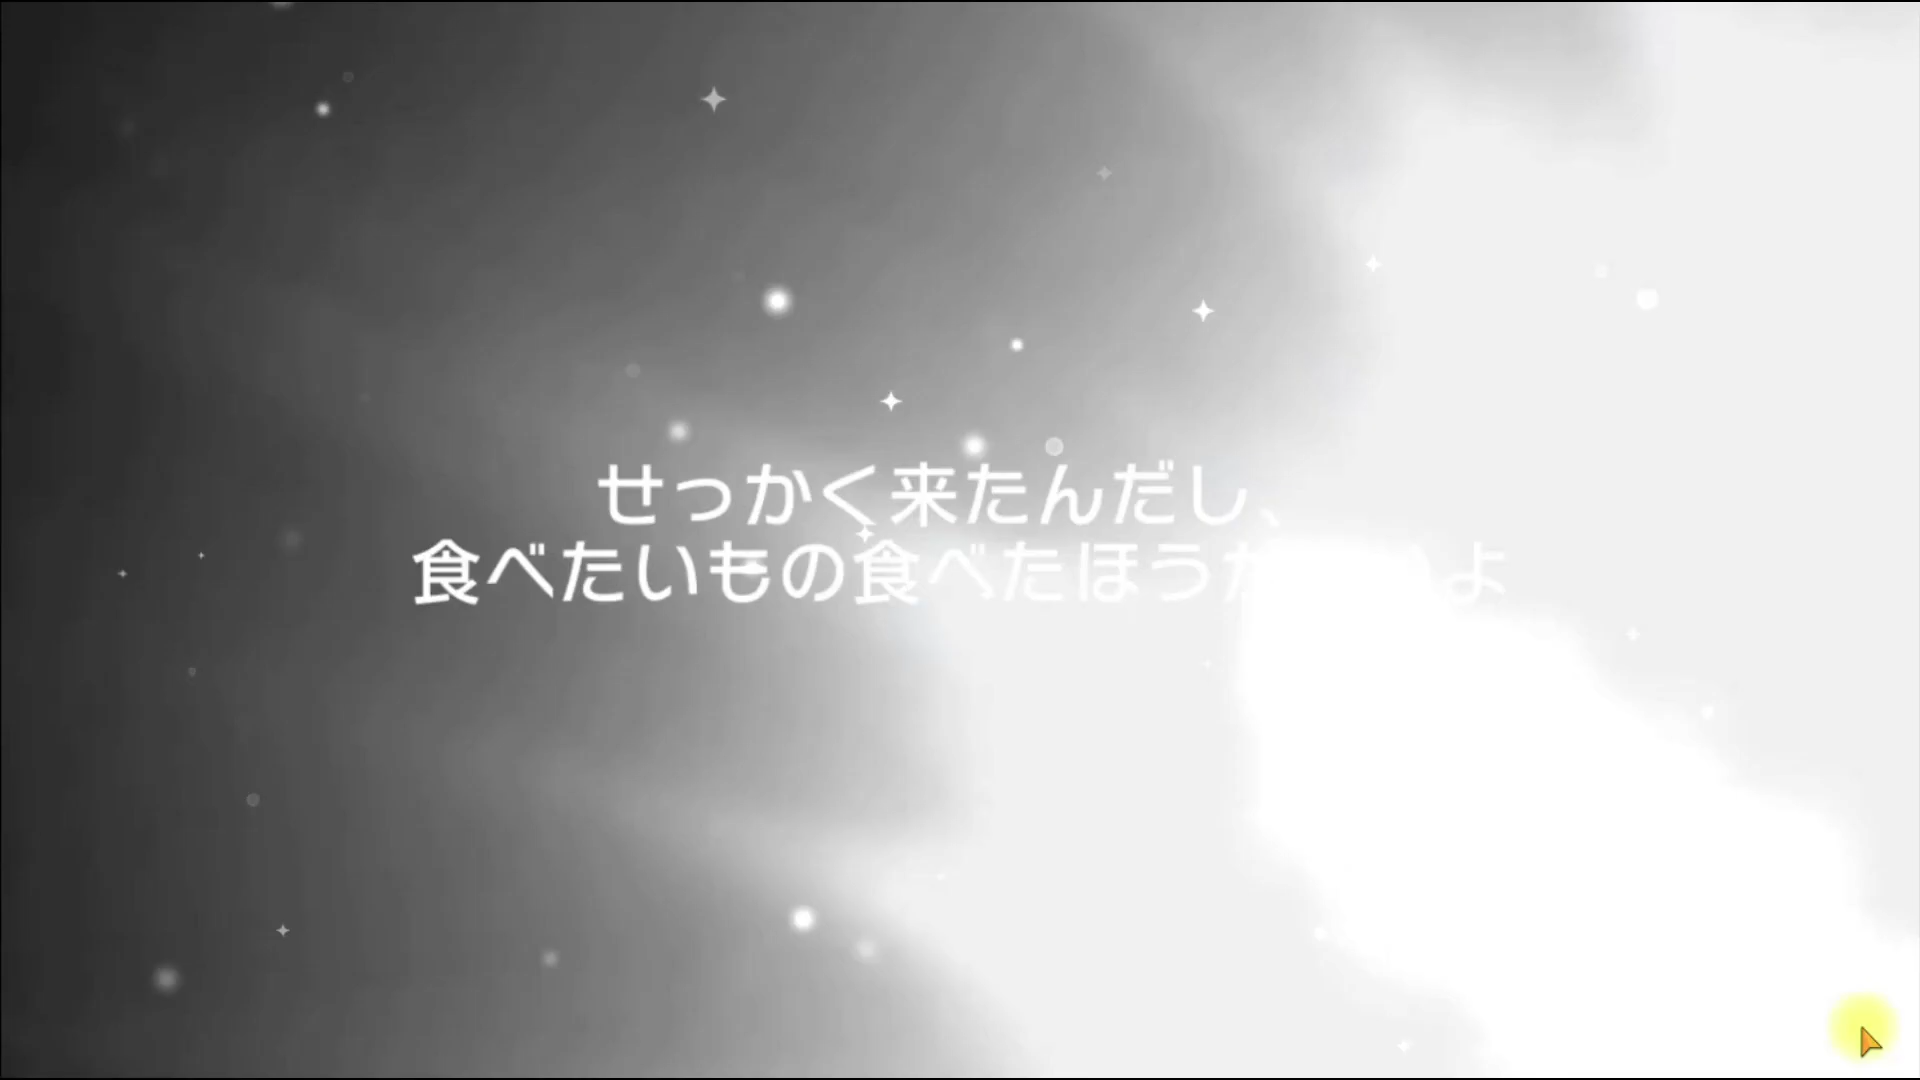 せっかく来たんだし、
食べたいもの食べたほうが よ